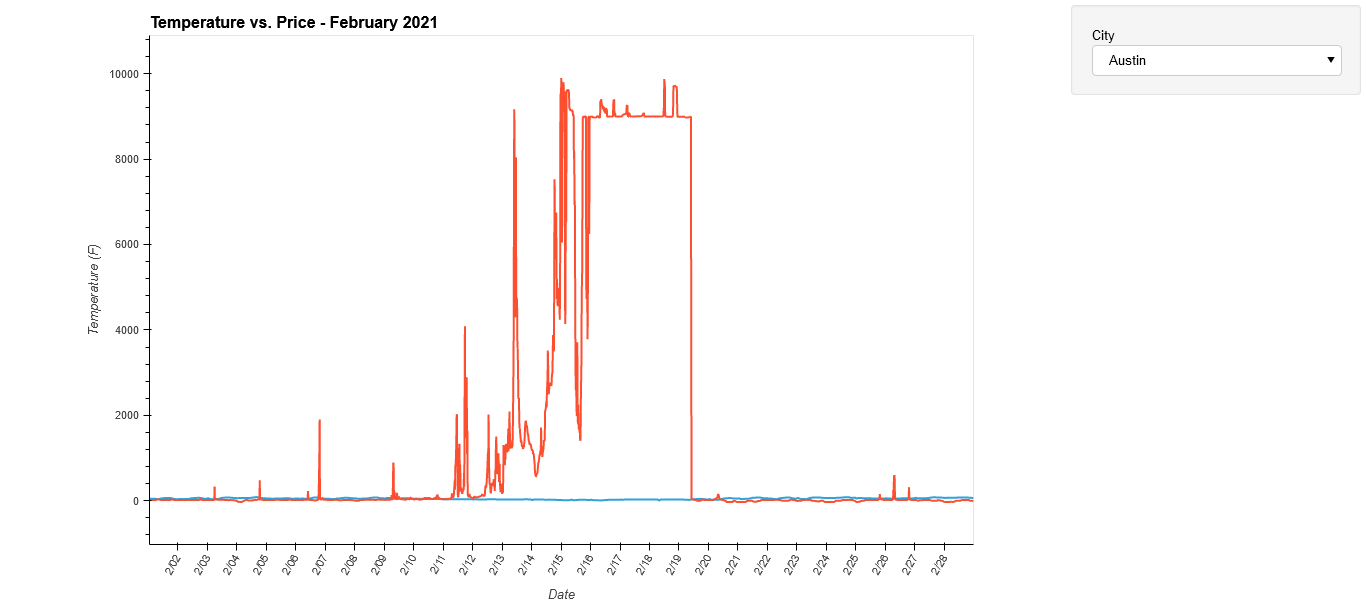 Temperature vs. Price - February 2021
City
Austin
10000
8000
6000
4000
2000
0
Temperature (F)
2/02 2/03 2/04 2/05 2/06 2/07 2/08 2/09 2/10 2/11 2/12 2/13 2/14 2/15 2/16 2/17 2/18 2/19 2/20 2/21 2/22 2/23 2/24 2/25 2/26 2/27 2/28
Date